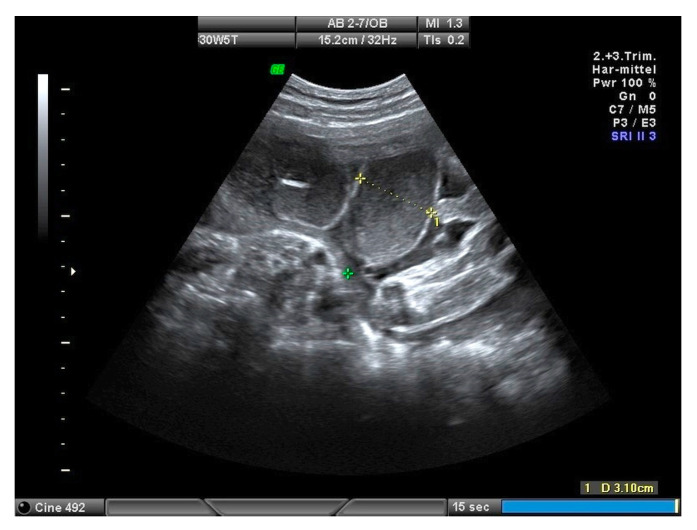 AB 2-7/OB MI 1.3
30W5T 15.2cm / 32Hz TIs 0.2
2.+3.Trim.
Har-mittel
Pwr 100 %
Gn 0
C7 / M5
P3 / E3
SRI II 3
1
1 D 3.10cm
Cine 492 15 sec